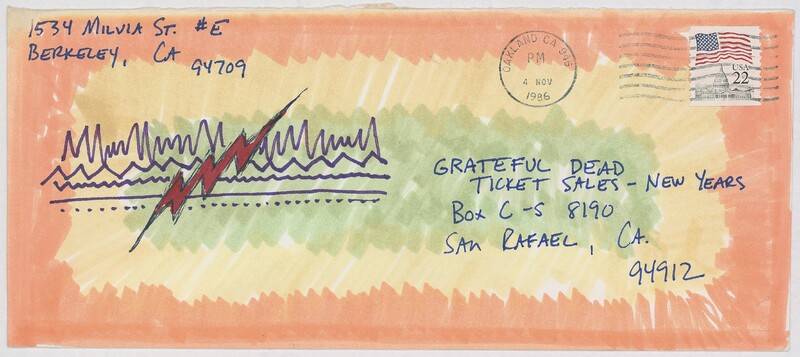 1534 MILVIA ST. #E
BERKELEY, CA
94709
OAKLAND CA 946
PM
4 NOV
1986
USA
22
GRATEFUL DEAD
TICKET SALES - NEW YEARS
BOX C-S 8190
SAN RAFAEL, CA.
94912